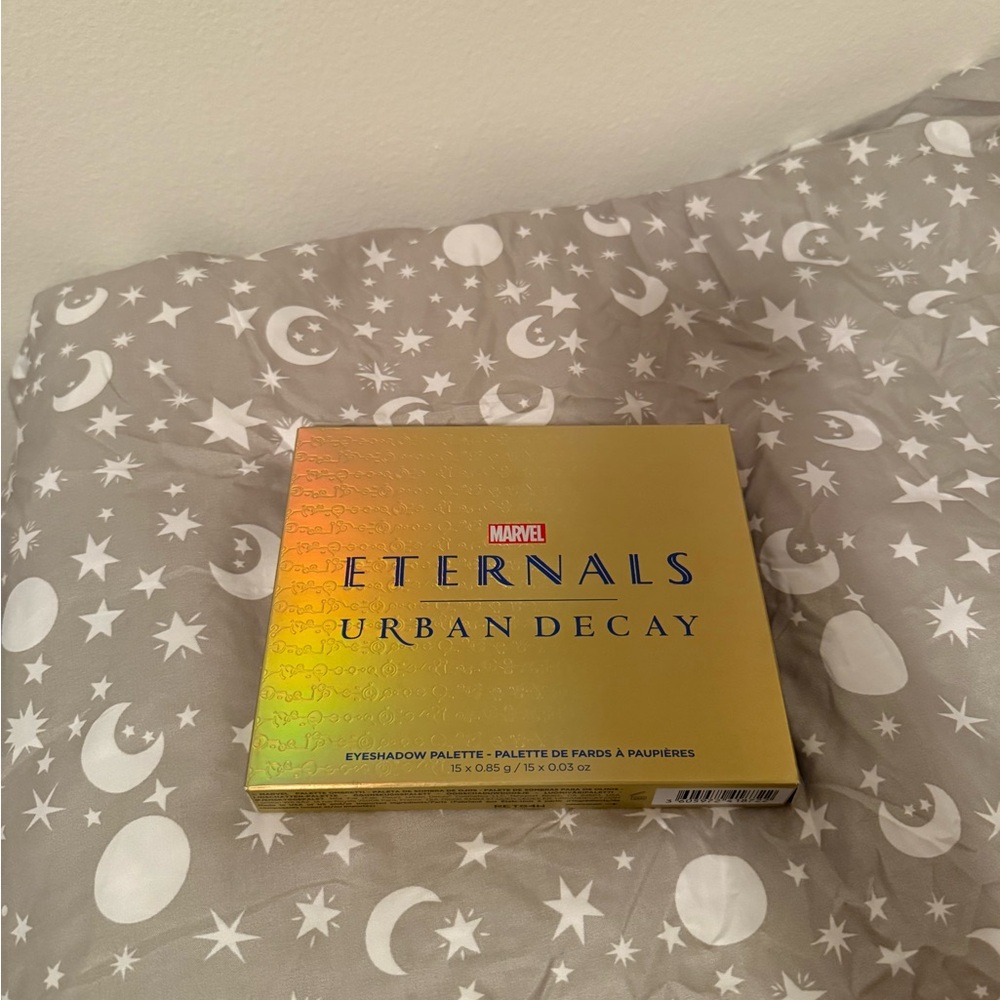 MARVEL
ETERNALS
URBAN DECAY
EYESHADOW PALETTE - PALETTE DE FARDS À PAUPIÈRES
15 x 0.85 g / 15 x 0.03 oz